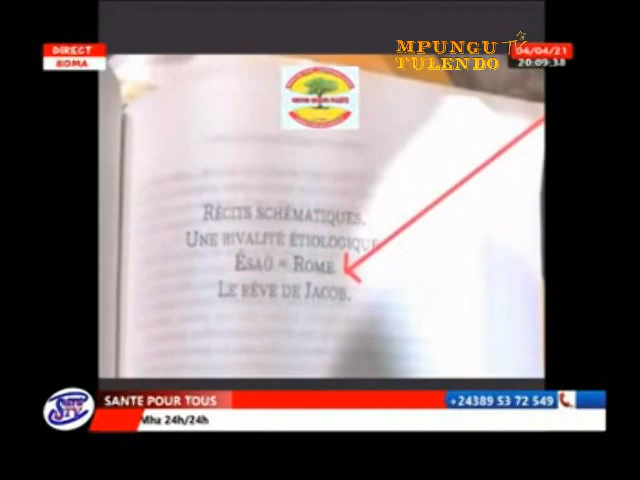 DIRECT
BOMA
MPUNGU TV
TULENDO
04/04/21
20:09:38
RÉCITS SCHÉMATIQUES.
UNE RIVALITÉ ÉTIOLOGIQUE
ÉSAÜ = ROME
LE RÊVE DE JACOB.
SANTE POUR TOUS
+24389 53 72 549
Mhz 24h/24h